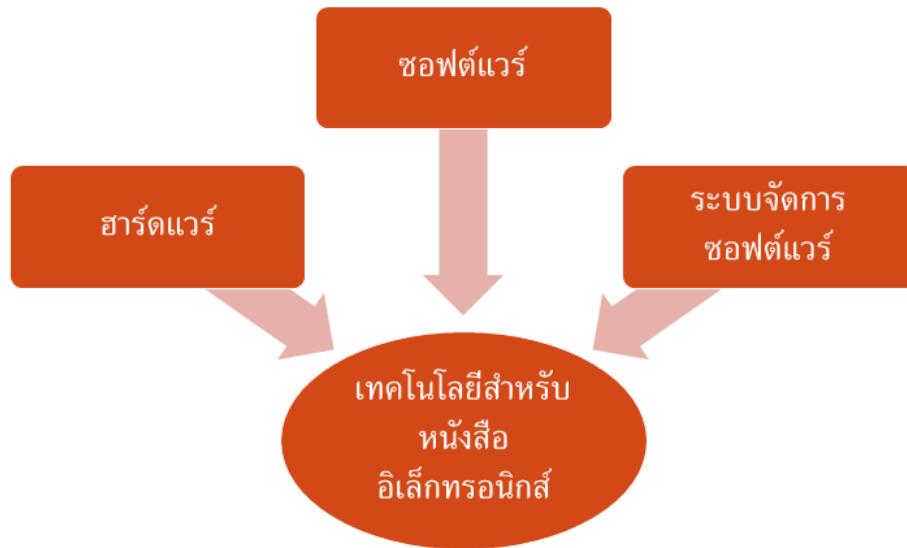 ซอฟต์แวร์
ฮาร์ดแวร์
ระบบจัดการ
ซอฟต์แวร์
เทคโนโลยีสำหรับ
หนังสือ
อิเล็กทรอนิกส์